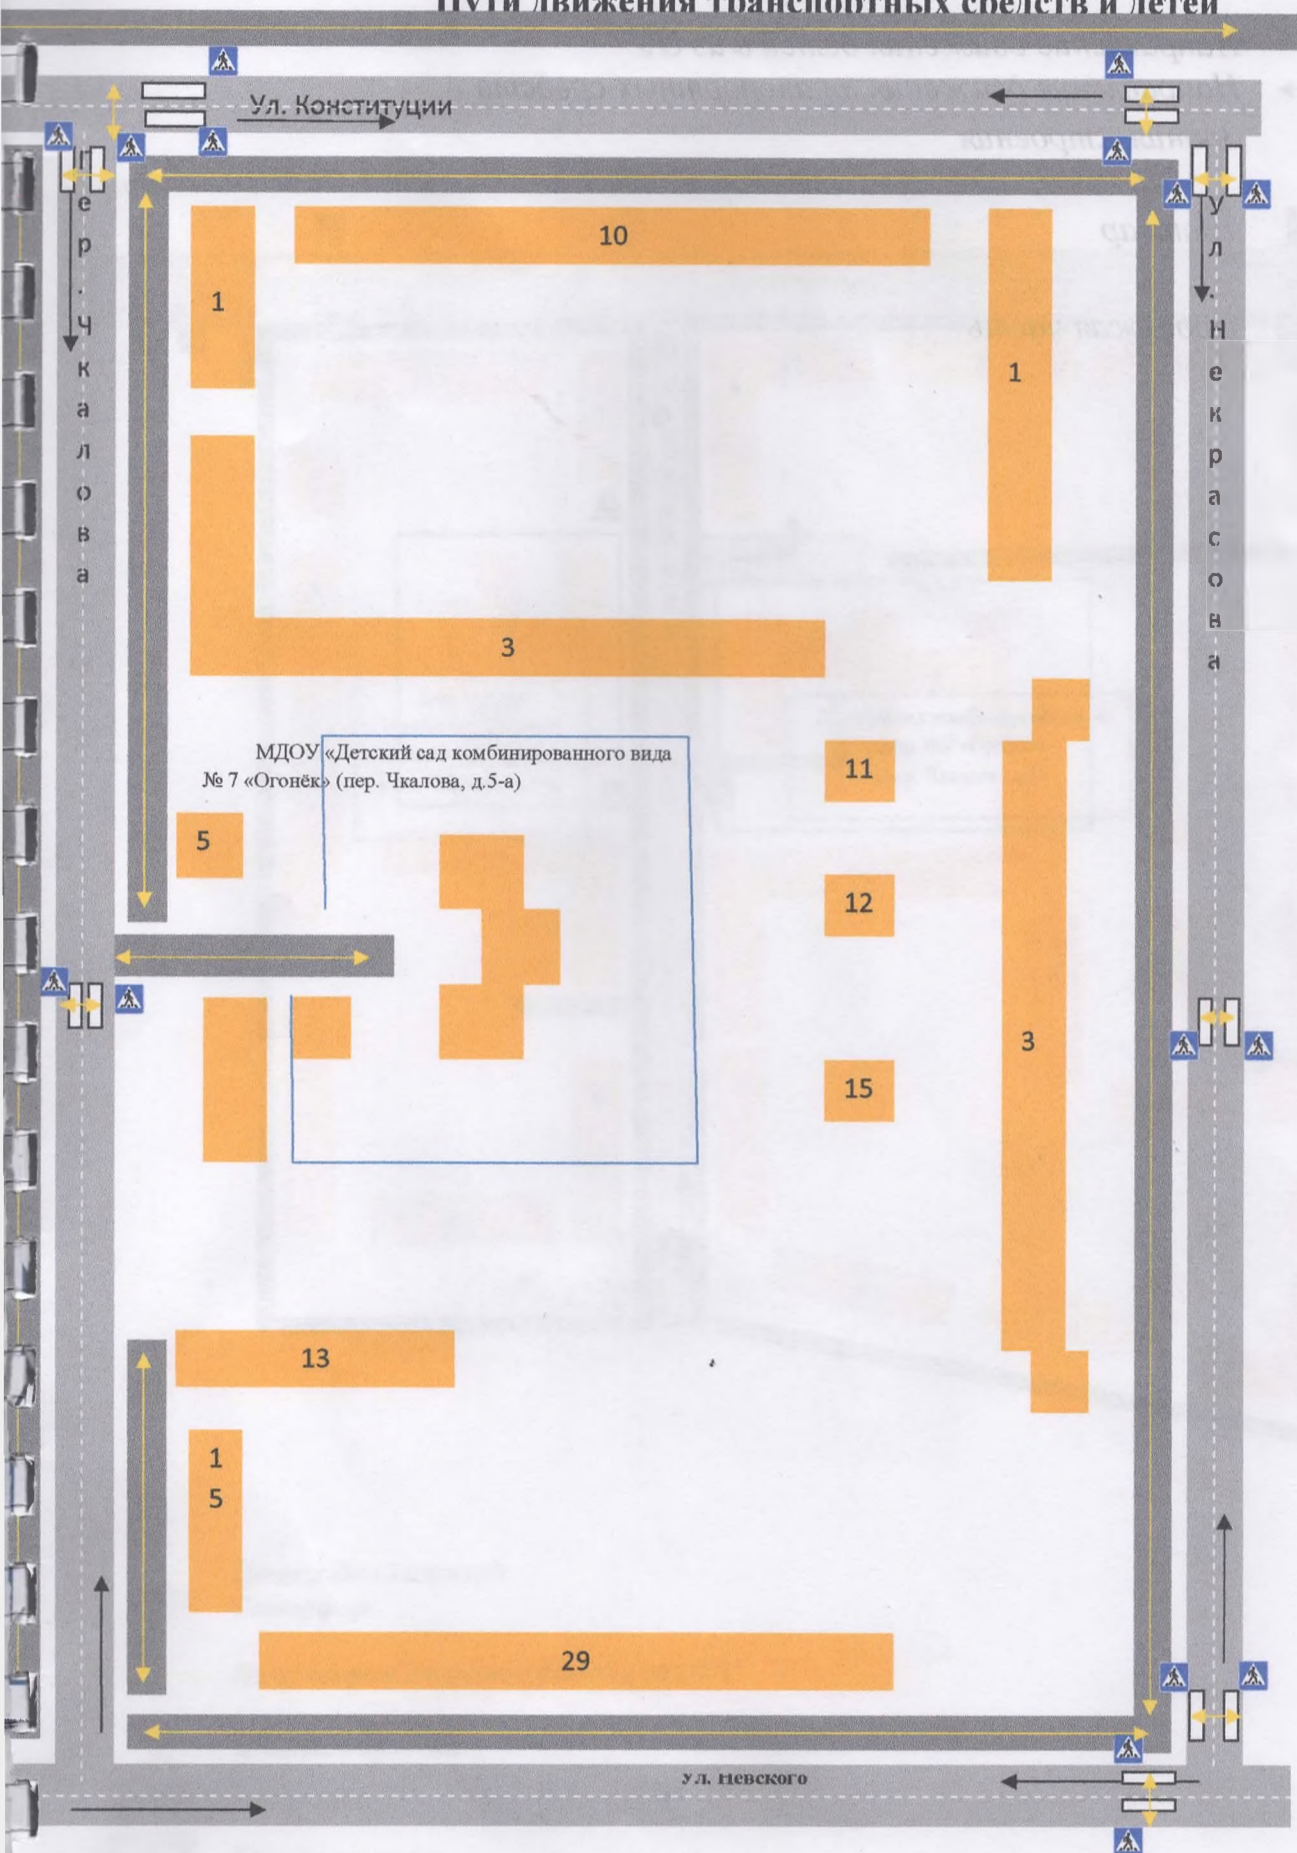 Пути движения транспортных средств и детей
Ул. Конституции
пер. Чкалова
ул. Некрасова
10
1
1
3
МДОУ «Детский сад комбинированного вида
№ 7 «Огонёк» (пер. Чкалова, д.5-а)
11
5
12
3
15
13
1
5
29
Ул. Невского